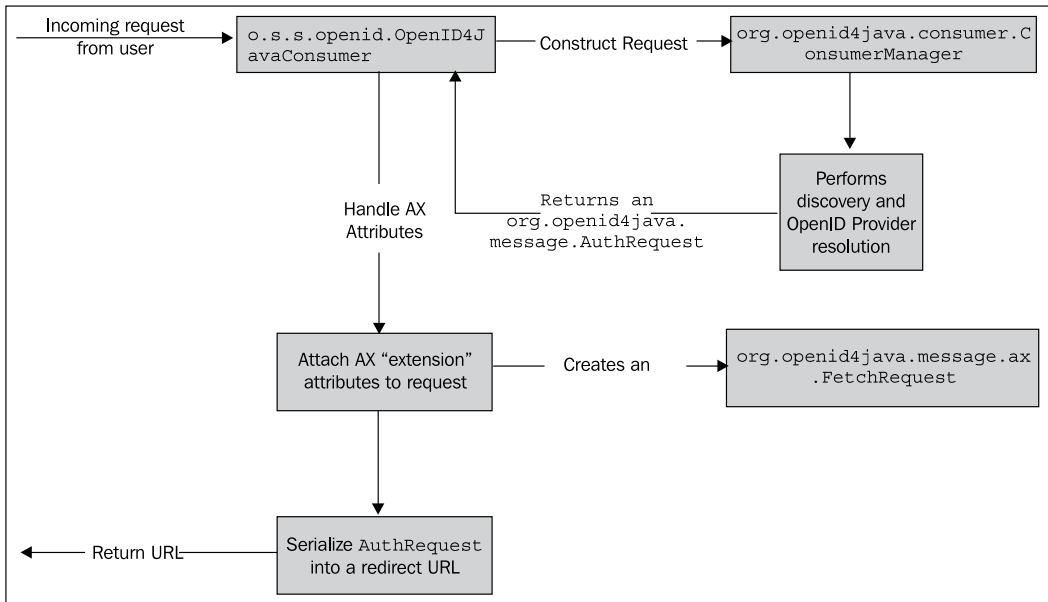 Incoming request
from user
o.s.s.openid.OpenID4J
avaConsumer
Construct Request
org.openid4java.consumer.C
onsumerManager
Handle AX
Attributes
Returns an
org.openid4java.
message.AuthRequest
Performs
discovery and
OpenID Provider
resolution
Attach AX “extension”
attributes to request
Creates an
org.openid4java.message.ax
.FetchRequest
Return URL
Serialize AuthRequest
into a redirect URL